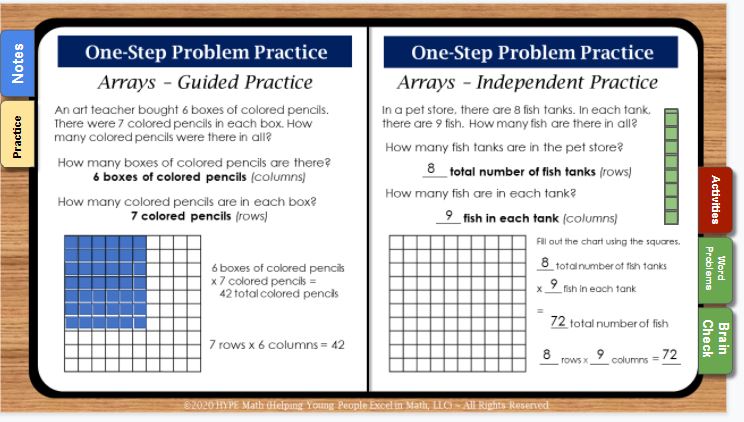 Notes
Practice
One-Step Problem Practice
Arrays – Guided Practice
An art teacher bought 6 boxes of colored pencils.
There were 7 colored pencils in each box. How
many colored pencils were there in all?
How many boxes of colored pencils are there?
6 boxes of colored pencils (columns)
How many colored pencils are in each box?
7 colored pencils (rows)
6 boxes of colored pencils
x 7 colored pencils =
42 total colored pencils
7 rows x 6 columns = 42
One-Step Problem Practice
Arrays – Independent Practice
In a pet store, there are 8 fish tanks. In each tank,
there are 9 fish. How many fish are there in all?
How many fish tanks are in the pet store?
8 total number of fish tanks (rows)
How many fish are in each tank?
9 fish in each tank (columns)
Fill out the chart using the squares.
8 total number of fish tanks
x 9 fish in each tank
=
72 total number of fish
8 rows x 9 columns = 72
Activities
Word
Problems
Brain
Check
©2020 HYPE Math (Helping Young People Excel in Math, LLC) ~ All Rights Reserved